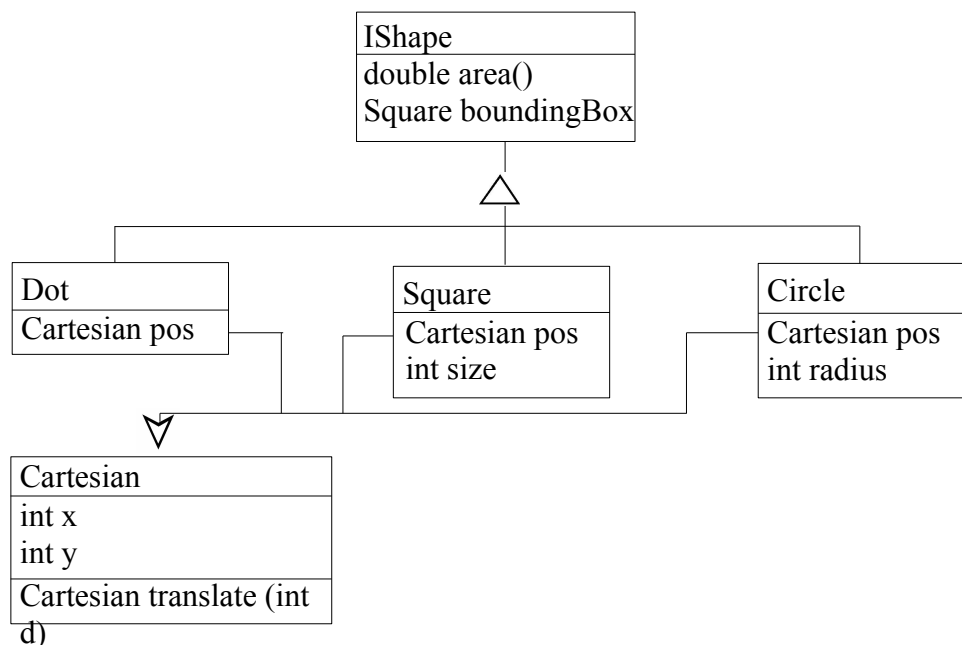 IShape
double area()
Square boundingBox
Dot
Cartesian pos
Square
Cartesian pos
int size
Circle
Cartesian pos
int radius
Cartesian
int x
int y
Cartesian translate (int
d)